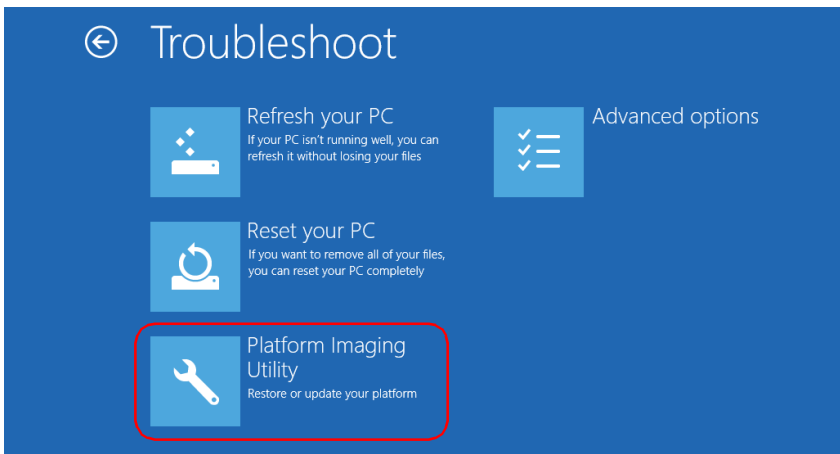 Troubleshoot
Refresh your PC
If your PC isn't running well, you can
refresh it without losing your files
Advanced options
Reset your PC
If you want to remove all of your files,
you can reset your PC completely
Platform Imaging
Utility
Restore or update your platform